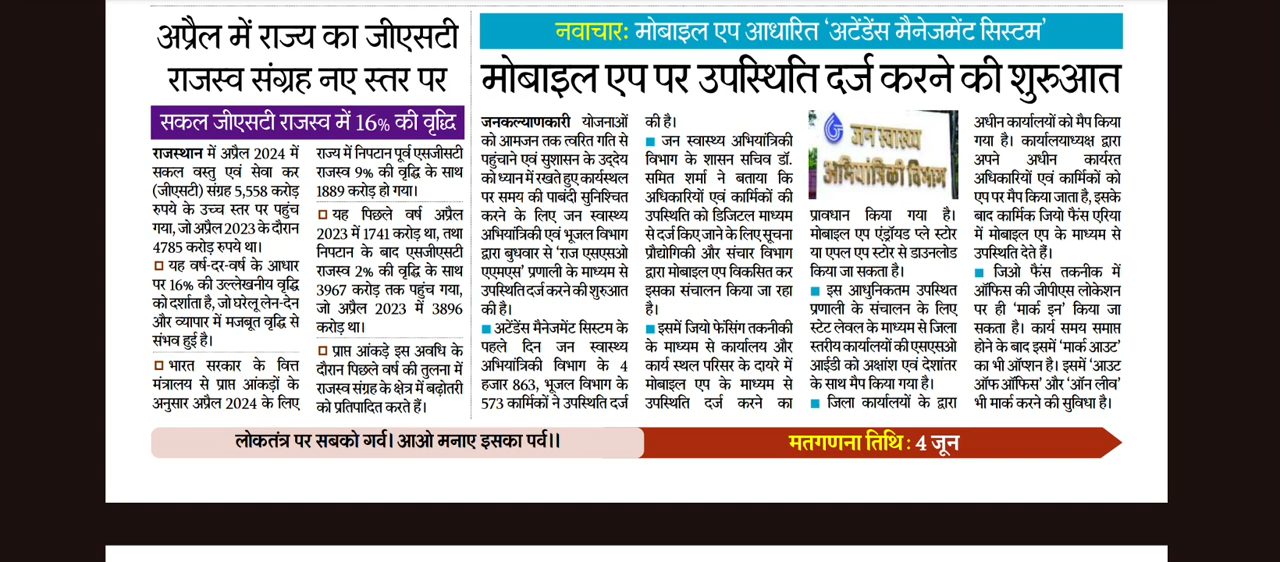 अप्रैल में राज्य का जीएसटी
राजस्व संग्रह नए स्तर पर
सकल जीएसटी राजस्व में 16% की वृद्धि
राजस्थान में अप्रैल 2024 में
सकल वस्तु एवं सेवा कर
(जीएसटी) संग्रह 5,558 करोड़
रुपये के उच्च स्तर पर पहुंच
गया, जो अप्रैल 2023 के दौरान
4785 करोड़ रुपये था।
यह वर्ष-दर-वर्ष के आधार
पर 16% की उल्लेखनीय वृद्धि
को दर्शाता है, जो घरेलू लेन-देन
और व्यापार में मजबूत वृद्धि से
संभव हुई है।
भारत सरकार के वित्त
मंत्रालय से प्राप्त आंकड़ों के
अनुसार अप्रैल 2024 के लिए
राज्य में निपटान पूर्व एसजीसटी
राजस्व 9% की वृद्धि के साथ
1889 करोड़ हो गया।
यह पिछले वर्ष अप्रैल
2023 में 1741 करोड़ था, तथा
निपटान के बाद एसजीएसटी
राजस्व 2% की वृद्धि के साथ
3967 करोड़ तक पहुंच गया,
जो अप्रैल 2023 में 3896
करोड़ था।
प्राप्त आंकड़े इस अवधि के
दौरान पिछले वर्ष की तुलना में
राजस्व संग्रह के क्षेत्र में बढ़ोतरी
को प्रतिपादित करते हैं।
नवाचार: मोबाइल एप आधारित ‘अटेंडेंस मैनेजमेंट सिस्टम’
मोबाइल एप पर उपस्थिति दर्ज करने की शुरुआत
जनकल्याणकारी योजनाओं
को आमजन तक त्वरित गति से
पहुंचाने एवं सुशासन के उद्देय
को ध्यान में रखते हुए कार्यस्थल
पर समय की पाबंदी सुनिश्चित
करने के लिए जन स्वास्थ्य
अभियांत्रिकी एवं भूजल विभाग
द्वारा बुधवार से ‘राज एसएसओ
एएमएस’ प्रणाली के माध्यम से
उपस्थिति दर्ज करने की शुरुआत
की है।
अटेंडेंस मैनेजमेंट सिस्टम के
पहले दिन जन स्वास्थ्य
अभियांत्रिकी विभाग के 4
हजार 863, भूजल विभाग के
573 कार्मिकों ने उपस्थिति दर्ज
की है।
जन स्वास्थ्य अभियांत्रिकी
विभाग के शासन सचिव डॉ.
समित शर्मा ने बताया कि
अधिकारियों एवं कार्मिकों की
उपस्थिति को डिजिटल माध्यम
से दर्ज किए जाने के लिए सूचना
प्रौद्योगिकी और संचार विभाग
द्वारा मोबाइल एप विकसित कर
इसका संचालन किया जा रहा
है।
इसमें जियो फेंसिंग तकनीकी
के माध्यम से कार्यालय और
कार्य स्थल परिसर के दायरे में
मोबाइल एप के माध्यम से
उपस्थिति दर्ज करने का
जन स्वास्थ्य
अभियांत्रिकी विभाग
प्रावधान किया गया है।
मोबाइल एप एंड्रॉयड प्ले स्टोर
या एपल एप स्टोर से डाउनलोड
किया जा सकता है।
इस आधुनिकतम उपस्थित
प्रणाली के संचालन के लिए
स्टेट लेवल के माध्यम से जिला
स्तरीय कार्यालयों की एसएसओ
आईडी को अक्षांश एवं देशांतर
के साथ मैप किया गया है।
जिला कार्यालयों के द्वारा
अधीन कार्यालयों को मैप किया
गया है। कार्यालयाध्यक्ष द्वारा
अपने अधीन कार्यरत
अधिकारियों एवं कार्मिकों को
एप पर मैप किया जाता है, इसके
बाद कार्मिक जियो फैंस एरिया
में मोबाइल एप के माध्यम से
उपस्थिति देते हैं।
जिओ फैंस तकनीक में
ऑफिस की जीपीएस लोकेशन
पर ही ‘मार्क इन’ किया जा
सकता है। कार्य समय समाप्त
होने के बाद इसमें ‘मार्क आउट’
का भी ऑप्शन है। इसमें ‘आउट
ऑफ ऑफिस’ और ‘ऑन लीव’
भी मार्क करने की सुविधा है।
लोकतंत्र पर सबको गर्व। आओ मनाए इसका पर्व।।
मतगणना तिथि : 4 जून